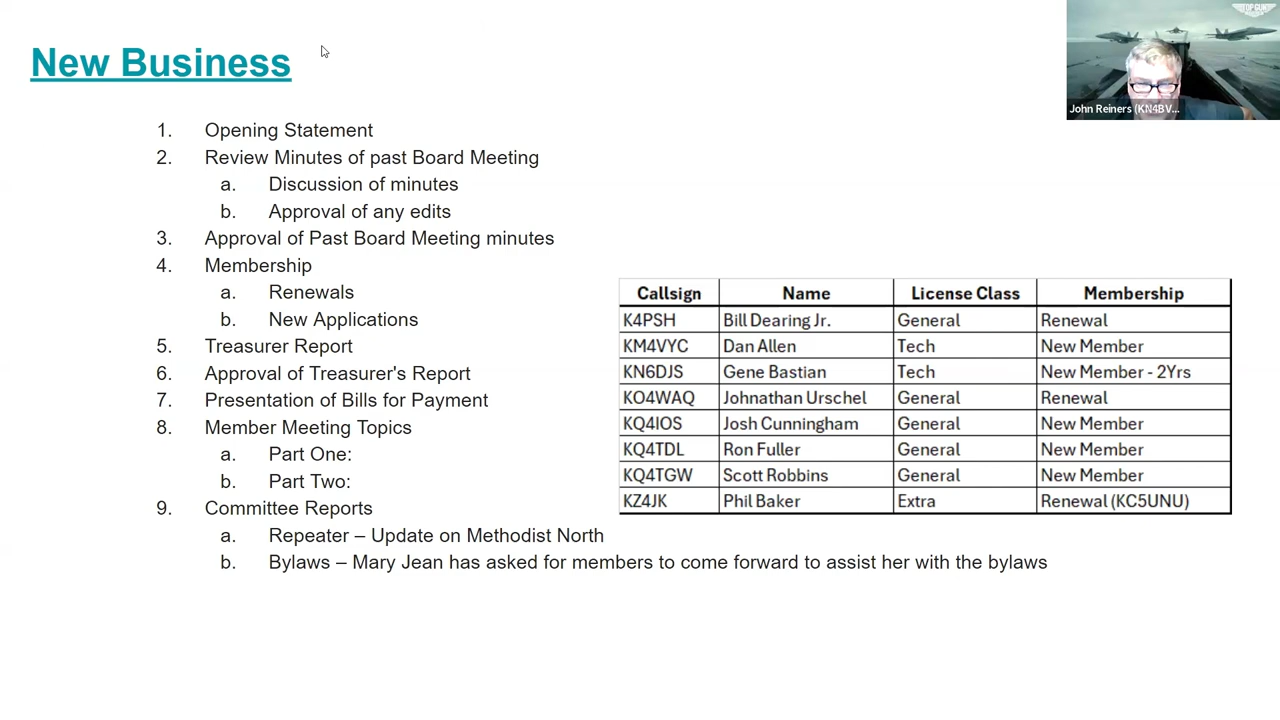 New Business
TOP GUN
John Reiners (KN4BV...
1. Opening Statement
2. Review Minutes of past Board Meeting
a. Discussion of minutes
b. Approval of any edits
3. Approval of Past Board Meeting minutes
4. Membership
a. Renewals
b. New Applications
5. Treasurer Report
6. Approval of Treasurer's Report
7. Presentation of Bills for Payment
8. Member Meeting Topics
a. Part One:
b. Part Two:
9. Committee Reports
a. Repeater – Update on Methodist North
b. Bylaws – Mary Jean has asked for members to come forward to assist her with the bylaws
Callsign Name License Class Membership
K4PSH Bill Dearing Jr. General Renewal
KM4VYC Dan Allen Tech New Member
KN6DJS Gene Bastian Tech New Member - 2Yrs
KO4WAQ Johnathan Urschel General Renewal
KQ4IOS Josh Cunningham General New Member
KQ4TDL Ron Fuller General New Member
KQ4TGW Scott Robbins General New Member
KZ4JK Phil Baker Extra Renewal (KC5UNU)